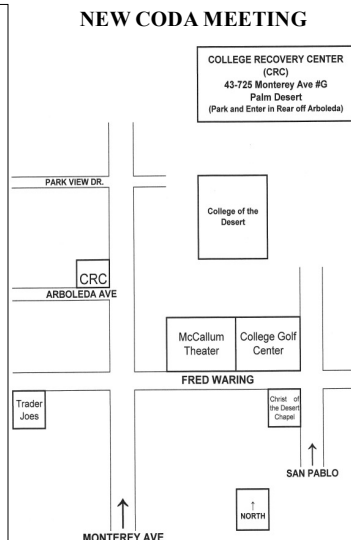 NEW CODA MEETING
COLLEGE RECOVERY CENTER
(CRC)
43-725 Monterey Ave #G
Palm Desert
(Park and Enter in Rear off Arboleda)
PARK VIEW DR.
College of the
Desert
CRC
ARBOLEDA AVE
McCallum
Theater
College Golf
Center
FRED WARING
Trader
Joes
Christ of
the Desert
Chapel
↑
SAN PABLO
↑
NORTH
↑
MONTEREY AVE